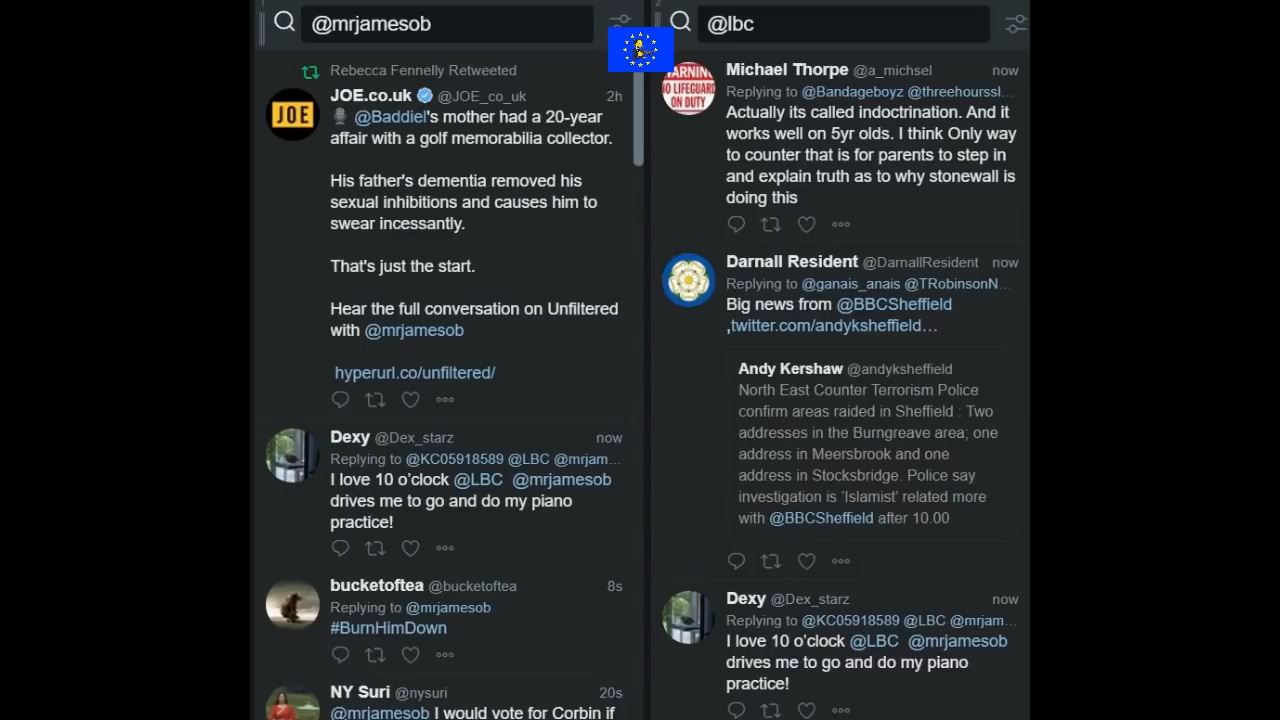 1
@mrjamesob
Rebecca Fennelly Retweeted
JOE
JOE.co.uk @JOE_co_uk 2h
@Baddiel's mother had a 20-year
affair with a golf memorabilia collector.
His father's dementia removed his
sexual inhibitions and causes him to
swear incessantly.
That's just the start.
Hear the full conversation on Unfiltered
with @mrjamesob
hyperurl.co/unfiltered/
Dexy @Dex_starz now
Replying to @KC05918589 @LBC @mrjam...
I love 10 o'clock @LBC @mrjamesob
drives me to go and do my piano
practice!
bucketoftea @bucketoftea 8s
Replying to @mrjamesob
#BurnHimDown
NY Suri @nysuri 20s
@mrjamesob I would vote for Corbin if
2
@lbc
WARNING
NO LIFEGUARD
ON DUTY
Michael Thorpe @a_michsel now
Replying to @Bandageboyz @threehourssl...
Actually its called indoctrination. And it
works well on 5yr olds. I think Only way
to counter that is for parents to step in
and explain truth as to why stonewall is
doing this
Darnall Resident @DarnallResident now
Replying to @ganais_anais @TRobinsonN...
Big news from @BBCSheffield
,twitter.com/andyksheffield…
Andy Kershaw @andyksheffield
North East Counter Terrorism Police
confirm areas raided in Sheffield : Two
addresses in the Burngreave area; one
address in Meersbrook and one
address in Stocksbridge. Police say
investigation is 'Islamist' related more
with @BBCSheffield after 10.00
Dexy @Dex_starz now
Replying to @KC05918589 @LBC @mrjam...
I love 10 o'clock @LBC @mrjamesob
drives me to go and do my piano
practice!